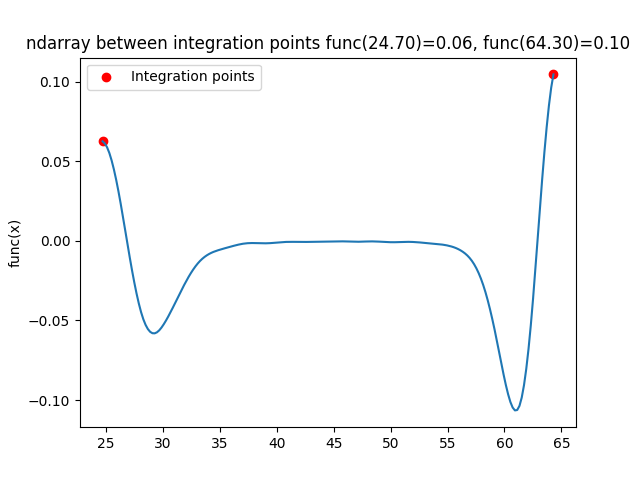 ndarray between integration points func(24.70)=0.06, func(64.30)=0.10
Integration points
func(x)
0.10
0.05
0.00
−0.05
−0.10
25 30 35 40 45 50 55 60 65